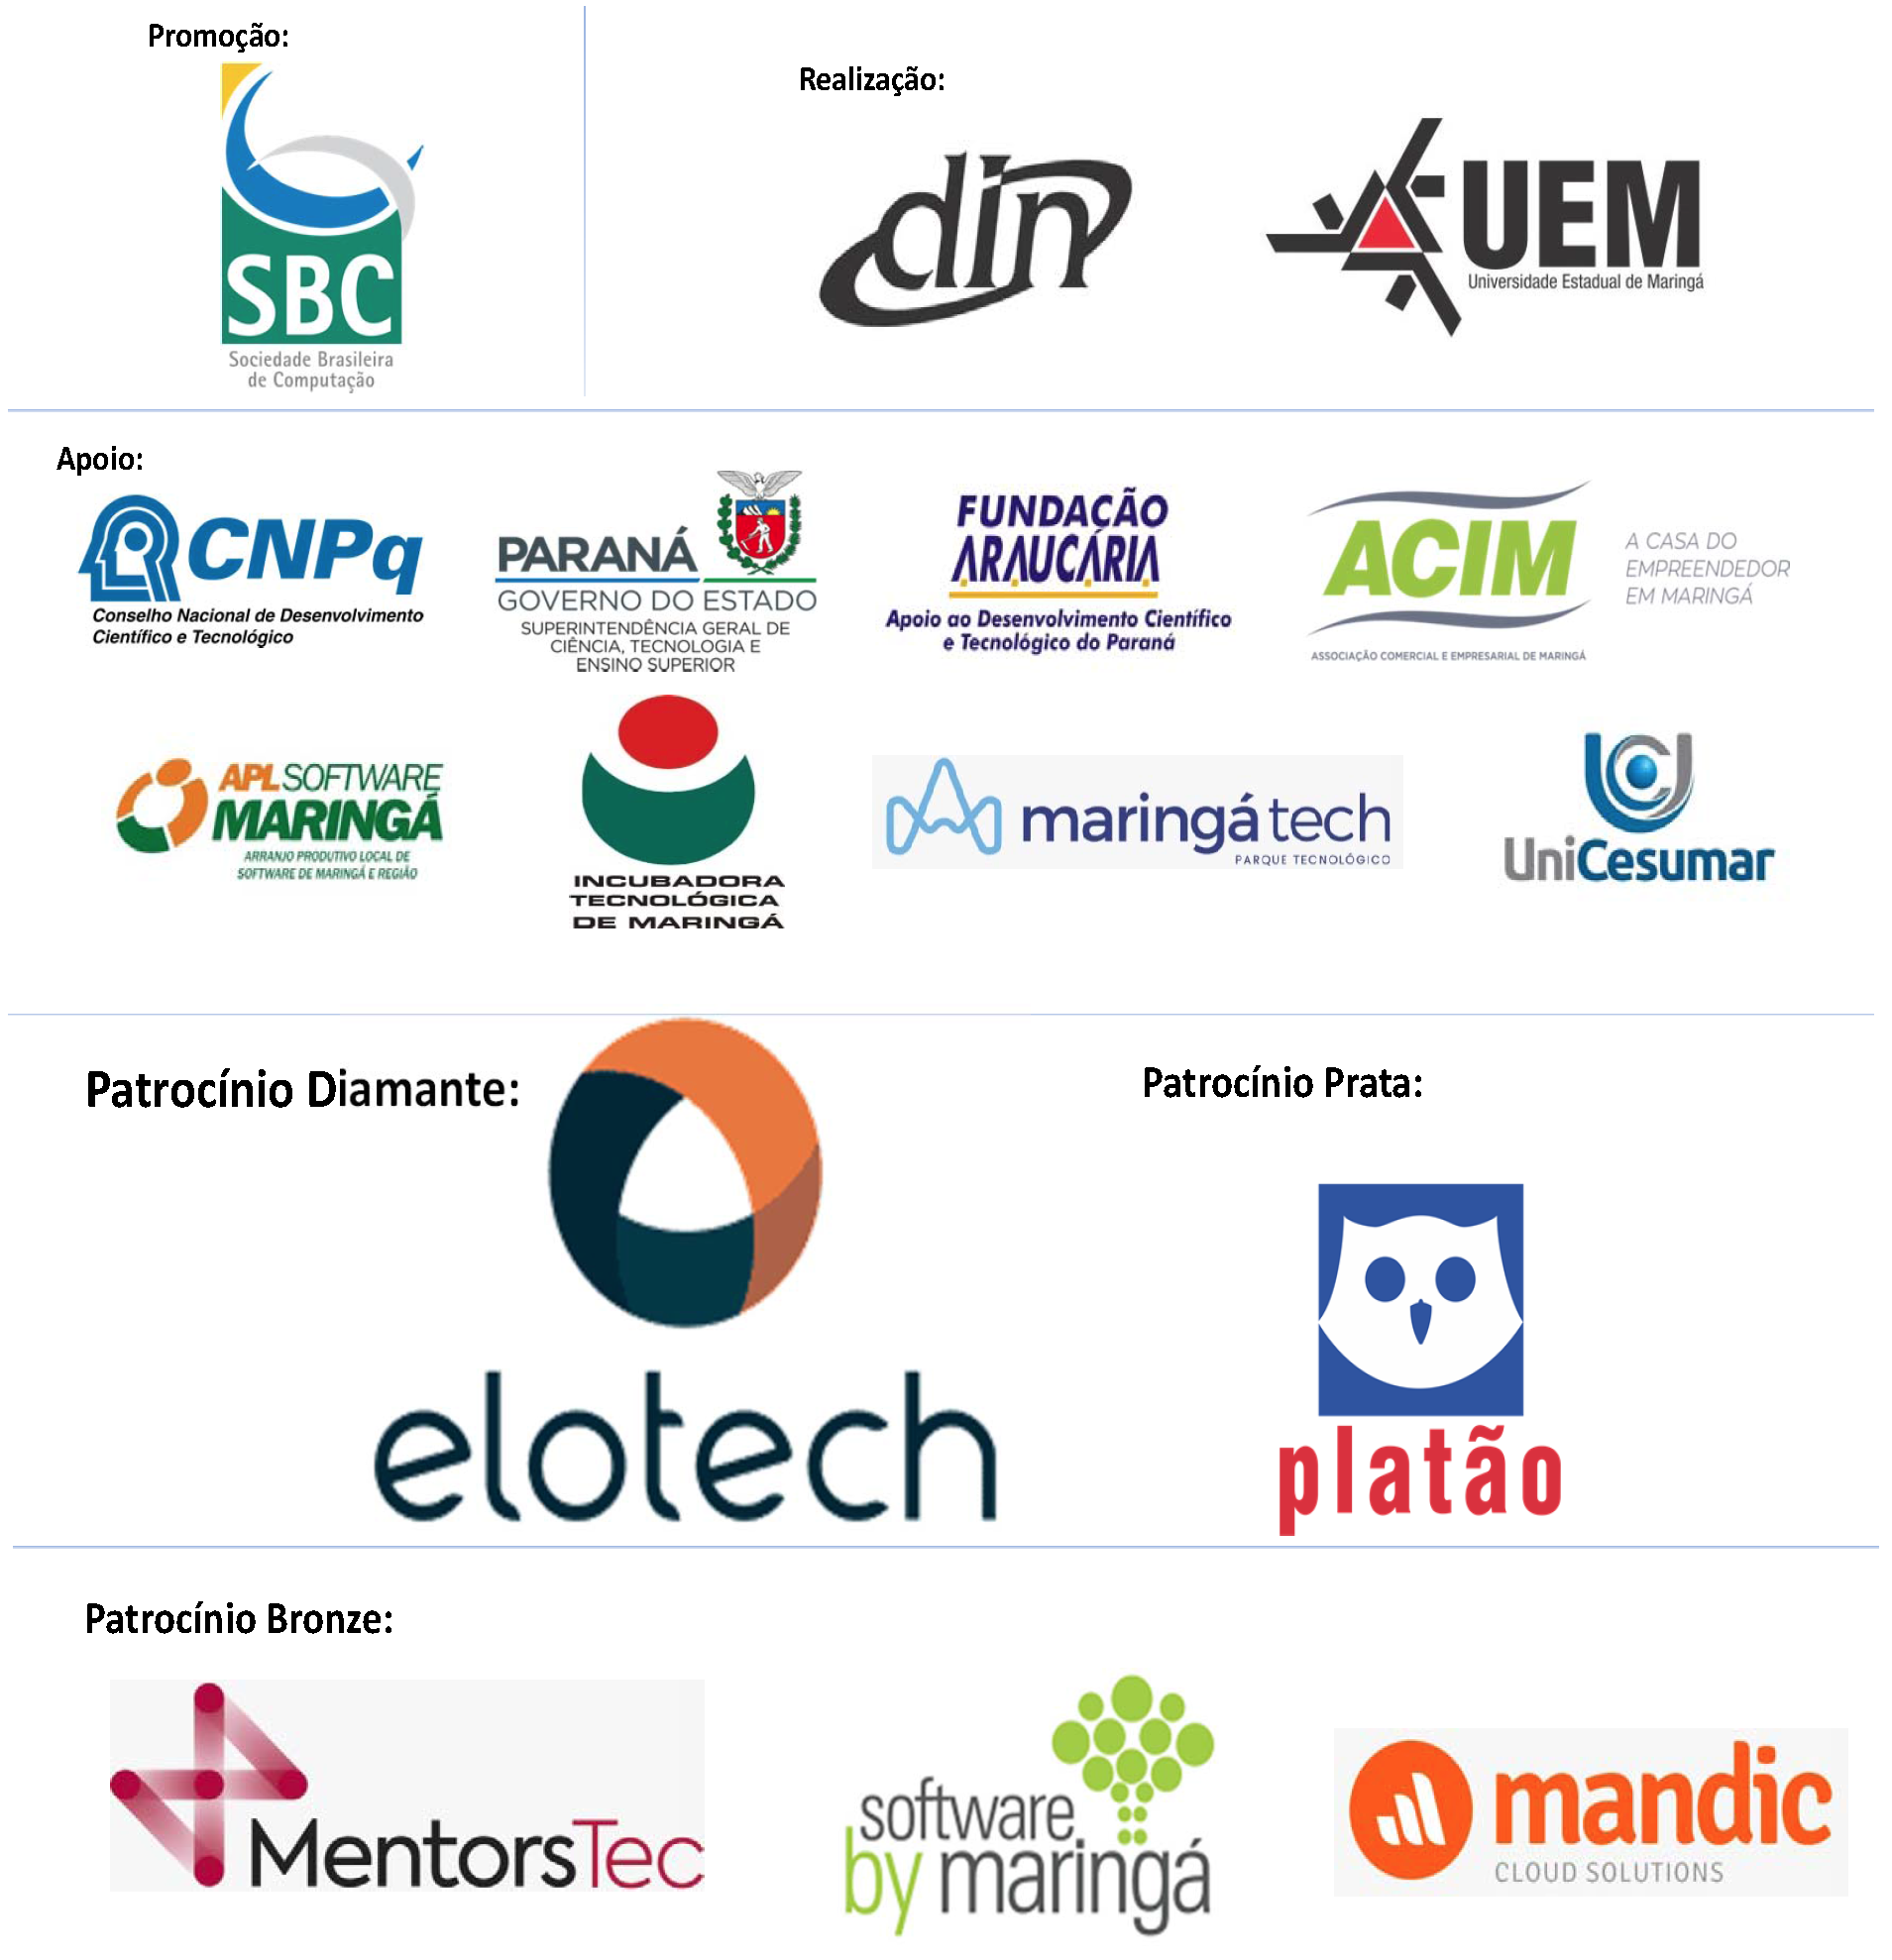 Promoção:
SBC
Sociedade Brasileira
de Computação
Realização:
din
UEM
Universidade Estadual de Maringá
Apoio:
CNPq
Conselho Nacional de Desenvolvimento
Científico e Tecnológico
PARANÁ
GOVERNO DO ESTADO
SUPERINTENDÊNCIA GERAL DE
CIÊNCIA, TECNOLOGIA E
ENSINO SUPERIOR
FUNDAÇÃO
ARAUCÁRIA
Apoio ao Desenvolvimento Científico
e Tecnológico do Paraná
ACIM
ASSOCIAÇÃO COMERCIAL E EMPRESARIAL DE MARINGÁ
A CASA DO
EMPREENDEDOR
EM MARINGÁ
APL SOFTWARE
MARINGÁ
ARRANJO PRODUTIVO LOCAL DE
SOFTWARE DE MARINGÁ E REGIÃO
INCUBADORA
TECNOLÓGICA
DE MARINGÁ
maringá tech
PARQUE TECNOLÓGICO
UniCesumar
Patrocínio Diamante:
elotech
Patrocínio Prata:
platão
Patrocínio Bronze:
MentorsTec
software
by maringá
mandic
CLOUD SOLUTIONS